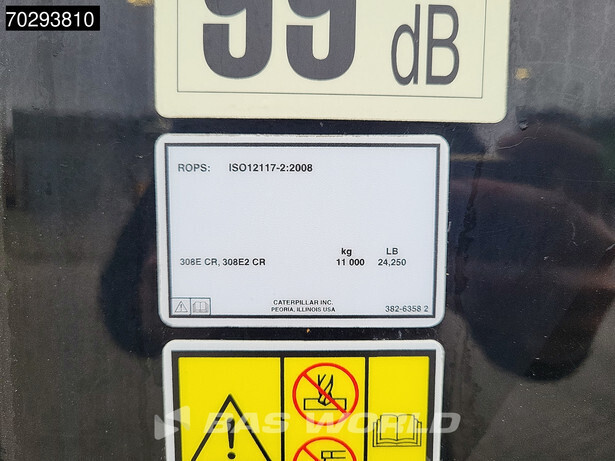 70293810
99
dB
ROPS: ISO12117-2:2008
kg LB
308E CR, 308E2 CR 11 000 24,250
CATERPILLAR INC.
PEORIA, ILLINOIS USA
382-6358 2
BAS WORLD